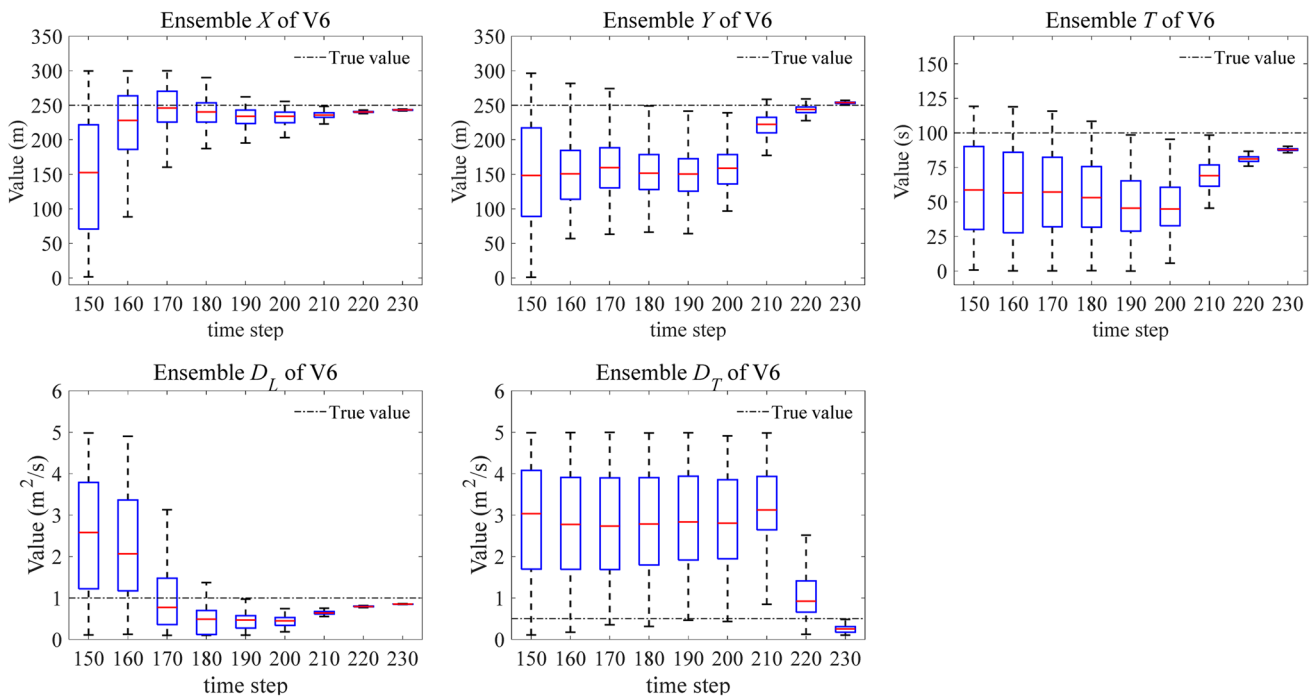 Ensemble X of V6
350
300
250
200
150
100
50
0
Value (m)
True value
150 160 170 180 190 200 210 220 230
time step
Ensemble Y of V6
350
300
250
200
150
100
50
0
Value (m)
True value
150 160 170 180 190 200 210 220 230
time step
Ensemble T of V6
150
125
100
75
50
25
0
Value (s)
True value
150 160 170 180 190 200 210 220 230
time step
Ensemble D_L of V6
6
5
4
3
2
1
0
Value (m²/s)
True value
150 160 170 180 190 200 210 220 230
time step
Ensemble D_T of V6
6
5
4
3
2
1
0
Value (m²/s)
True value
150 160 170 180 190 200 210 220 230
time step